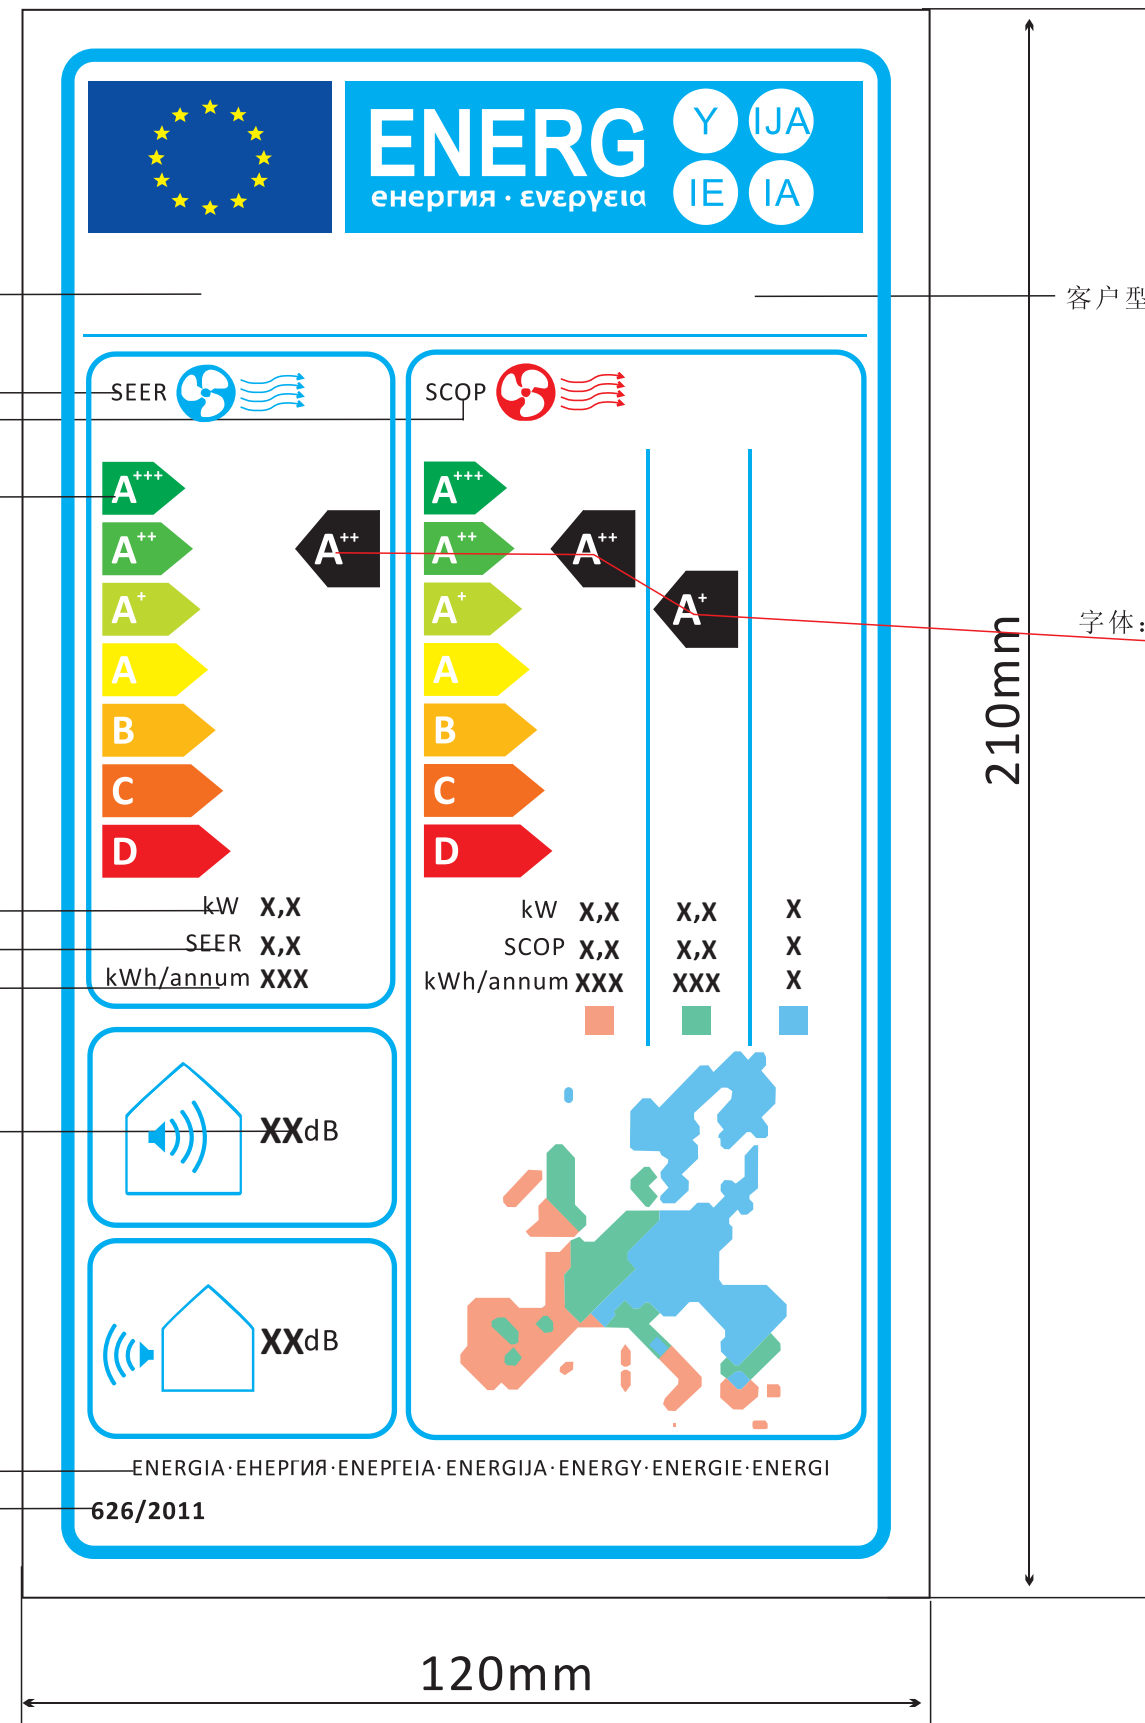 ENERG
енергия · ενεργεια
Y IJA
IE IA
客户型
SEER
SCOP
A+++
A++
A+
A
B
C
D
A++
A+++
A++
A+
A
B
C
D
A++
A+
字体:
210mm
kW X,X
SEER X,X
kWh/annum XXX
kW X,X X,X X
SCOP X,X X,X X
kWh/annum XXX XXX X
XXdB
XXdB
ENERGIA·ЕНЕРГИЯ·ΕΝΕΡΓΕΙΑ·ENERGIJA·ENERGY·ENERGIE·ENERGI
626/2011
120mm